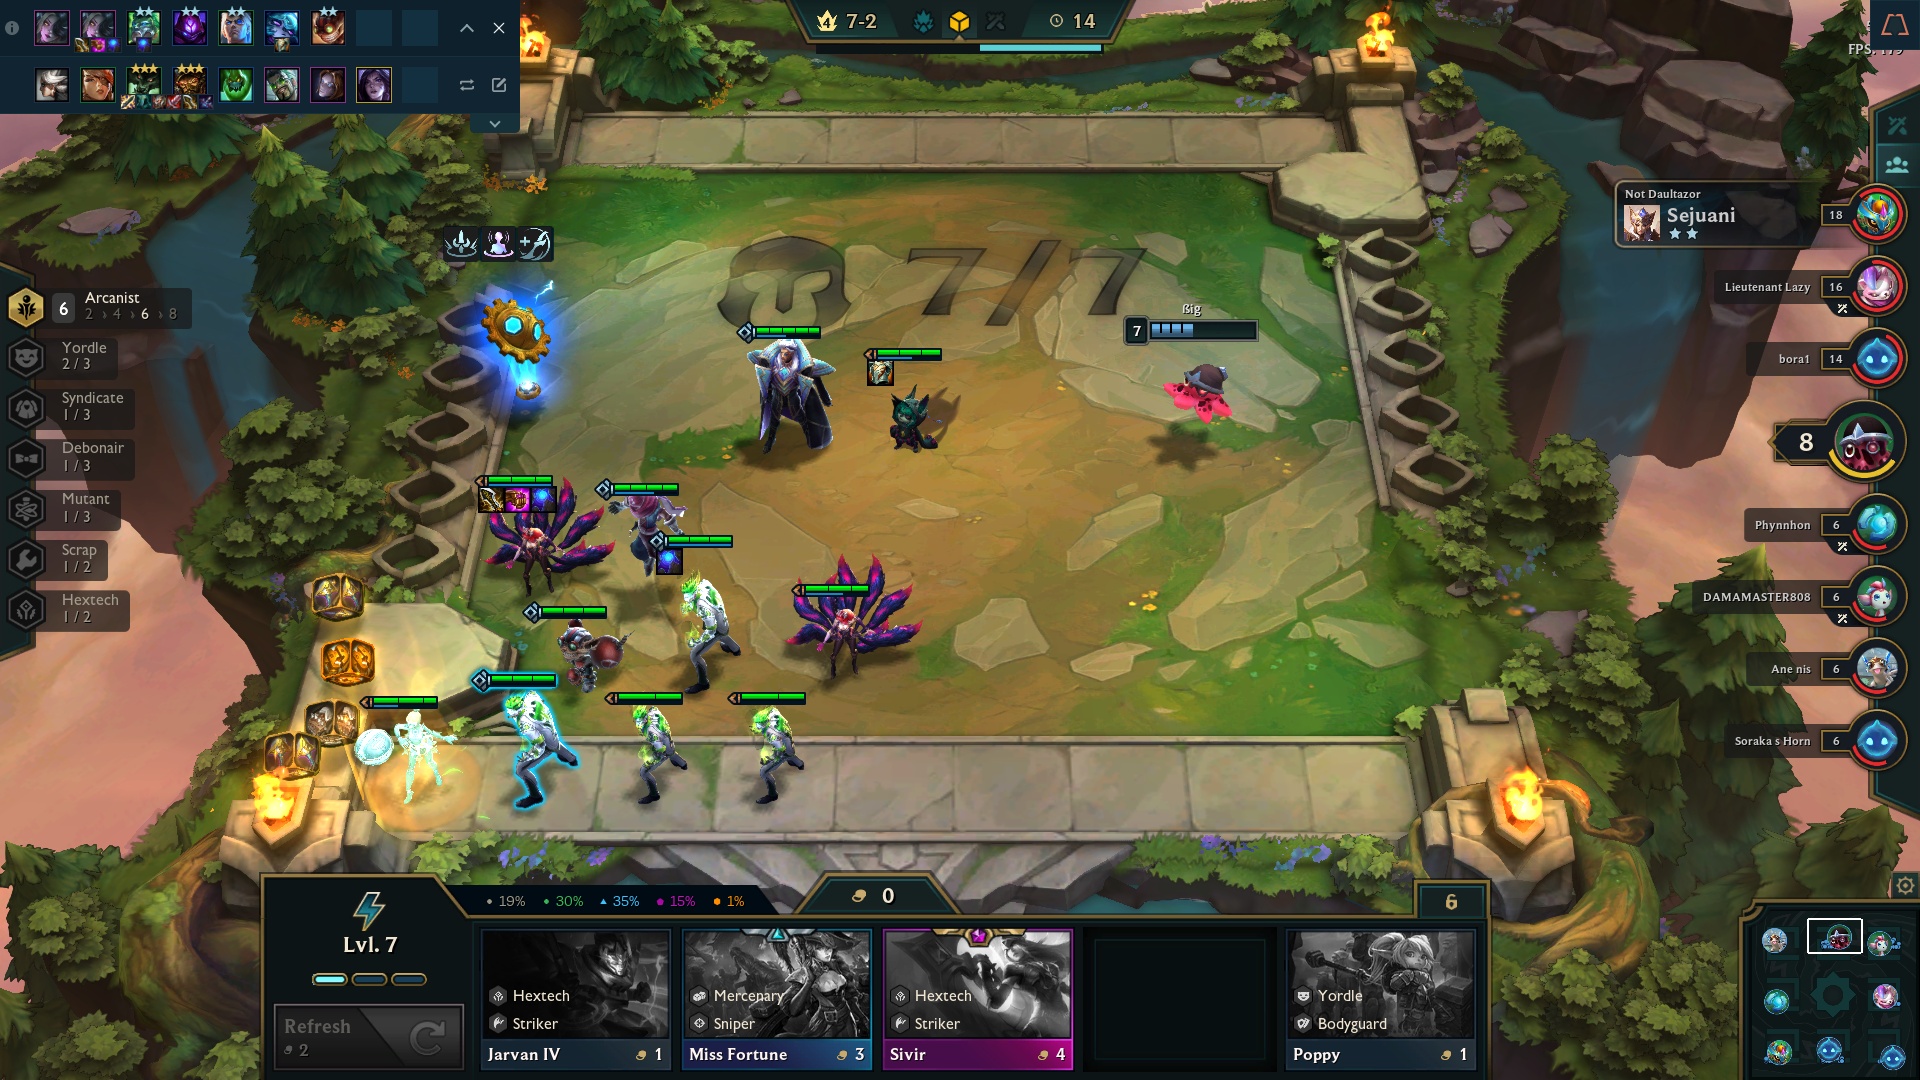 4 7-2 14
FPS: 179
Not Daultazor
Sejuani
18
Lieutenant Lazy 16
bora1 14
8
Phynnhon 6
DAMAMASTER808 6
Ane nis 6
Soraka s Horn 6
6 Arcanist
2 › 4 › 6 › 8
Yordle
2 / 3
Syndicate
1 / 3
Debonair
1 / 3
Mutant
1 / 3
Scrap
1 / 2
Hextech
1 / 2
7/7
ßig
7
19% 30% 35% 15% 1%
0
6
Lvl. 7
Refresh
2
Hextech
Striker
Jarvan IV 1
Mercenary
Sniper
Miss Fortune 3
Hextech
Striker
Sivir 4
Yordle
Bodyguard
Poppy 1